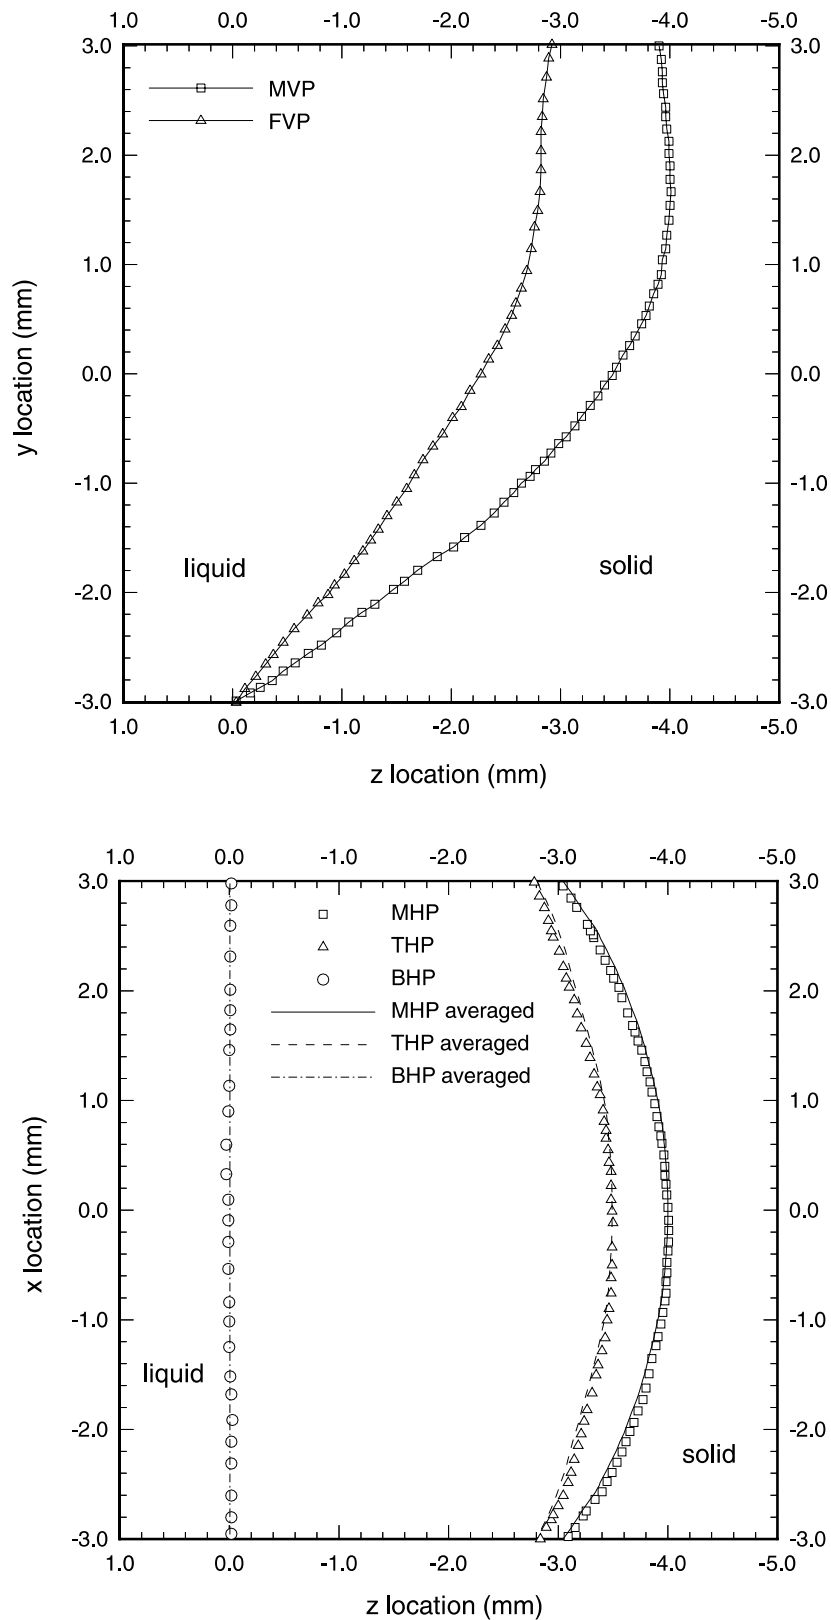 1.0 0.0 -1.0 -2.0 -3.0 -4.0 -5.0
3.0 3.0
MVP
FVP
2.0 2.0
1.0 1.0
y location (mm)
0.0 0.0
-1.0 -1.0
liquid solid
-2.0 -2.0
-3.0 -3.0
1.0 0.0 -1.0 -2.0 -3.0 -4.0 -5.0
z location (mm)
1.0 0.0 -1.0 -2.0 -3.0 -4.0 -5.0
3.0 3.0
MHP
THP
BHP
2.0 2.0
MHP averaged
THP averaged
BHP averaged
1.0 1.0
x location (mm)
0.0 0.0
-1.0 -1.0
liquid
-2.0 -2.0
solid
-3.0 -3.0
1.0 0.0 -1.0 -2.0 -3.0 -4.0 -5.0
z location (mm)